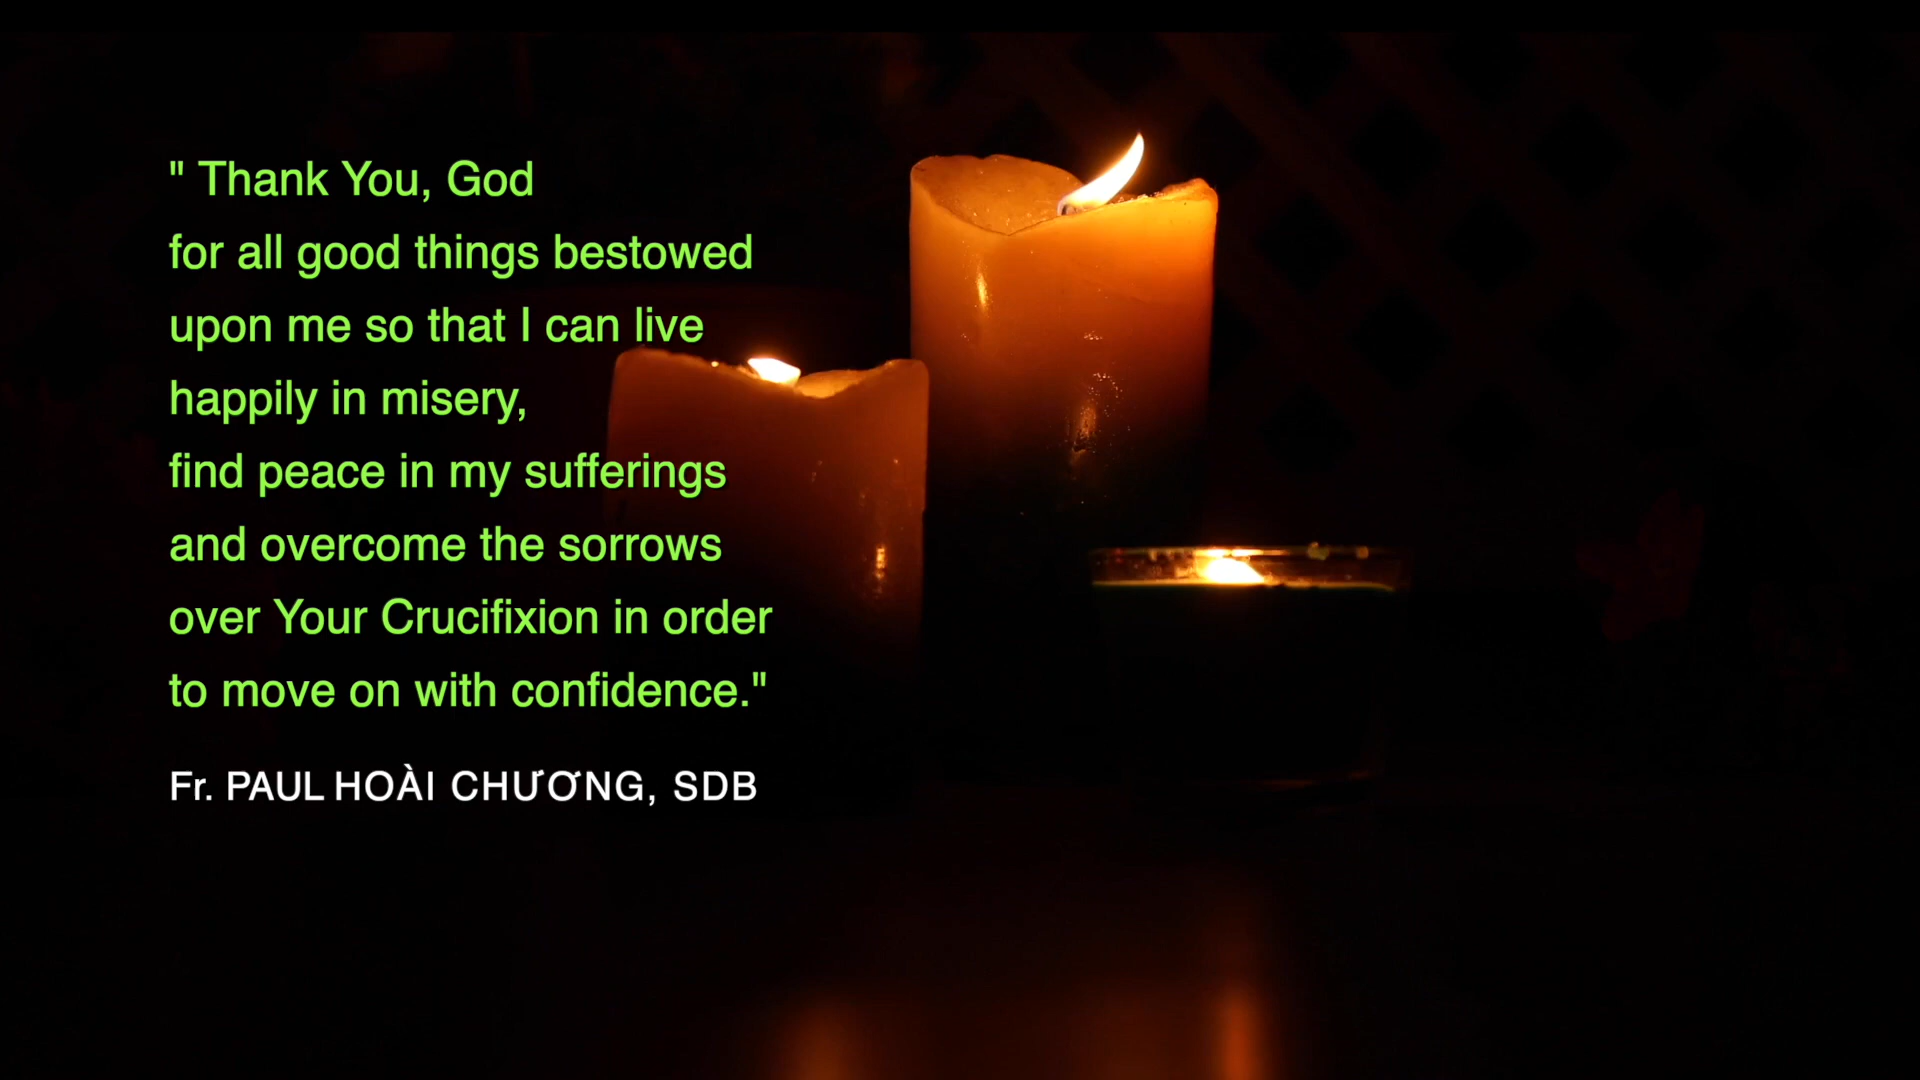 " Thank You, God
for all good things bestowed
upon me so that I can live
happily in misery,
find peace in my sufferings
and overcome the sorrows
over Your Crucifixion in order
to move on with confidence."
Fr. PAUL HOÀI CHƯƠNG, SDB